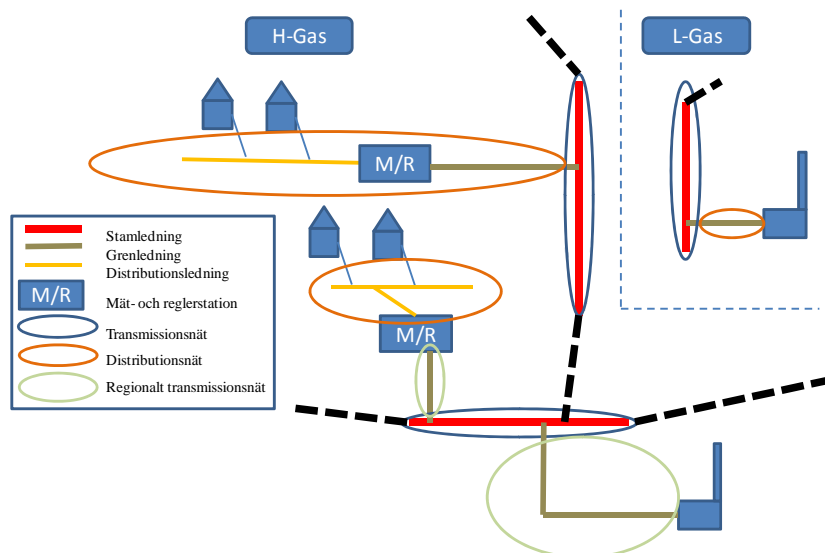 H-Gas
L-Gas
M/R
M/R
Stamledning
Grenledning
Distributionsledning
M/R Mät- och reglerstation
Transmissionsnät
Distributionsnät
Regionalt transmissionsnät